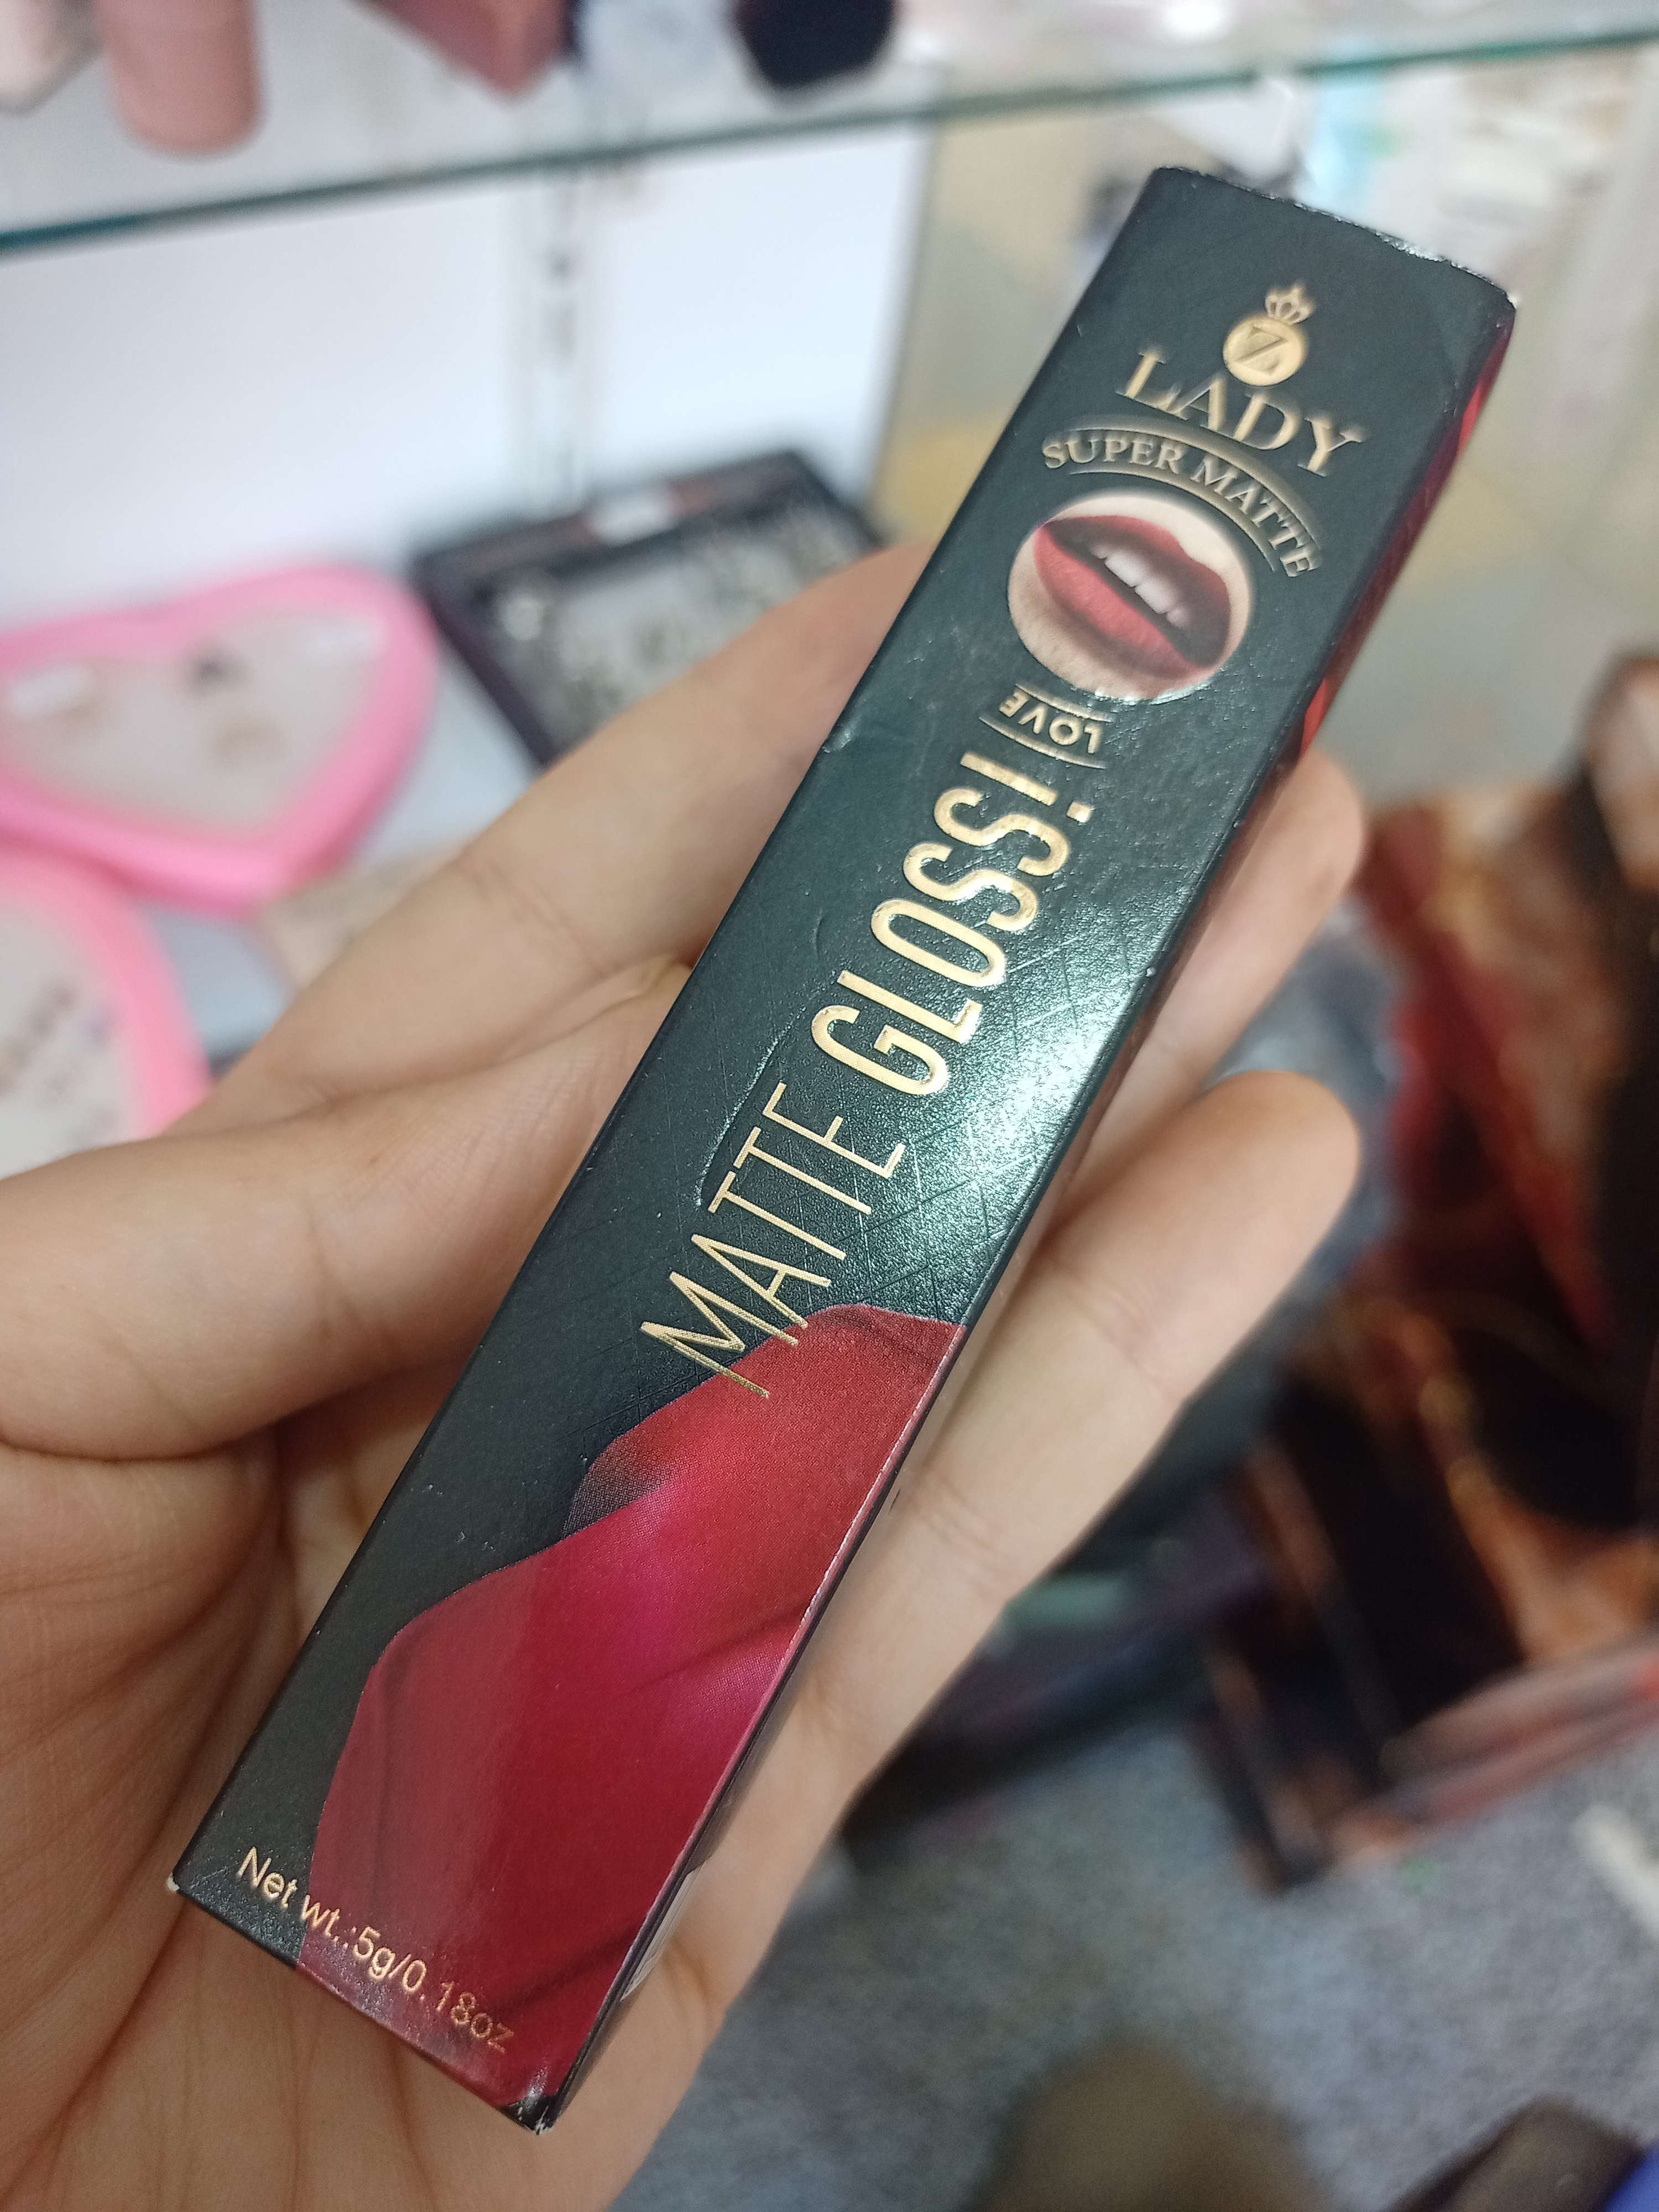 Z
LADY
SUPER MATTE
LOVE
MATTE GLOSS!
Net wt.:5g/0.18oz